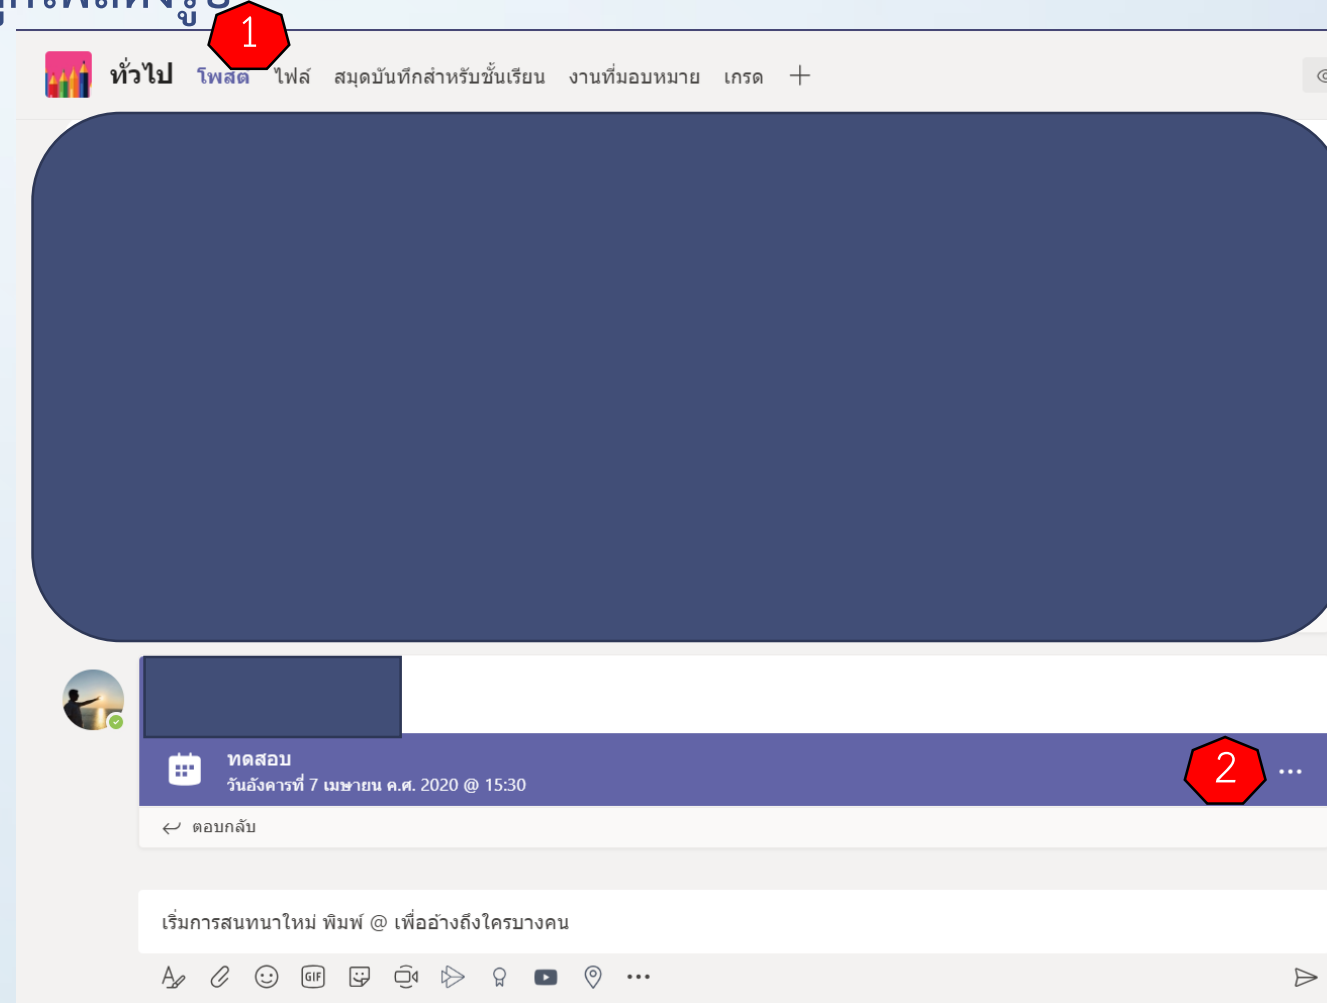 1
ทั่วไป โพสต์ ไฟล์ สมุดบันทึกสำหรับชั้นเรียน งานที่มอบหมาย เกรด +
ทดสอบ
วันอังคารที่ 7 เมษายน ค.ศ. 2020 @ 15:30
2
ตอบกลับ
เริ่มการสนทนาใหม่ พิมพ์ @ เพื่ออ้างถึงใครบางคน
GIF